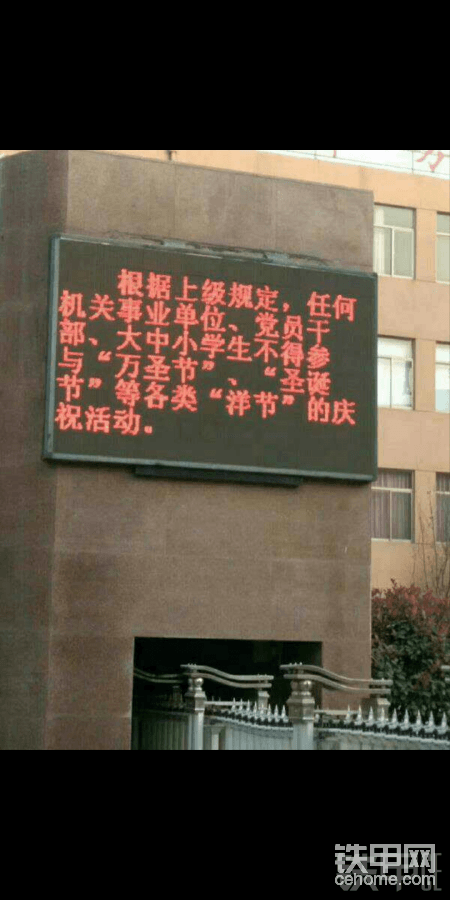 根据上级规定，任何
机关事业单位、党员干
部、大中小学生不得参
与“万圣节”、“圣诞
节”等各类“洋节”的庆
祝活动.
铁甲网
cehome.com